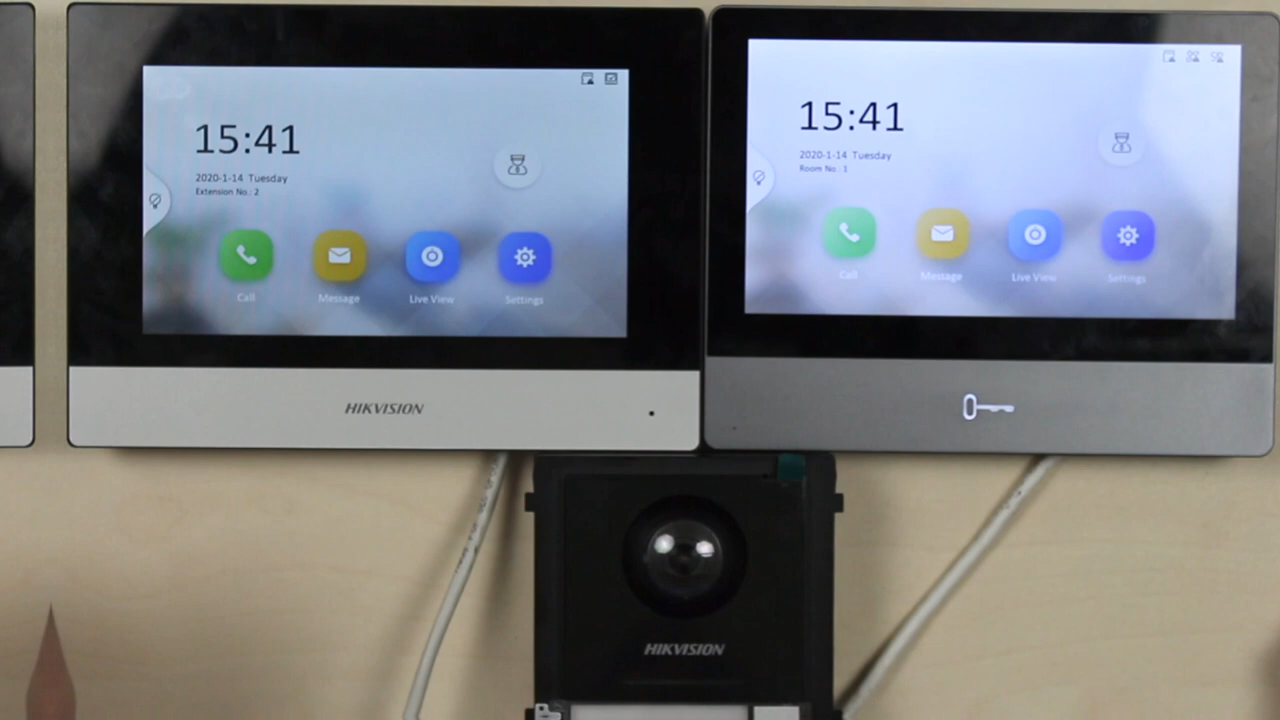 15:41
2020-1-14 Tuesday
Extension No.: 2
Call
Message
Live View
Settings
HIKVISION
15:41
2020-1-14 Tuesday
Room No.: 1
Call
Message
Live View
Settings
HIKVISION